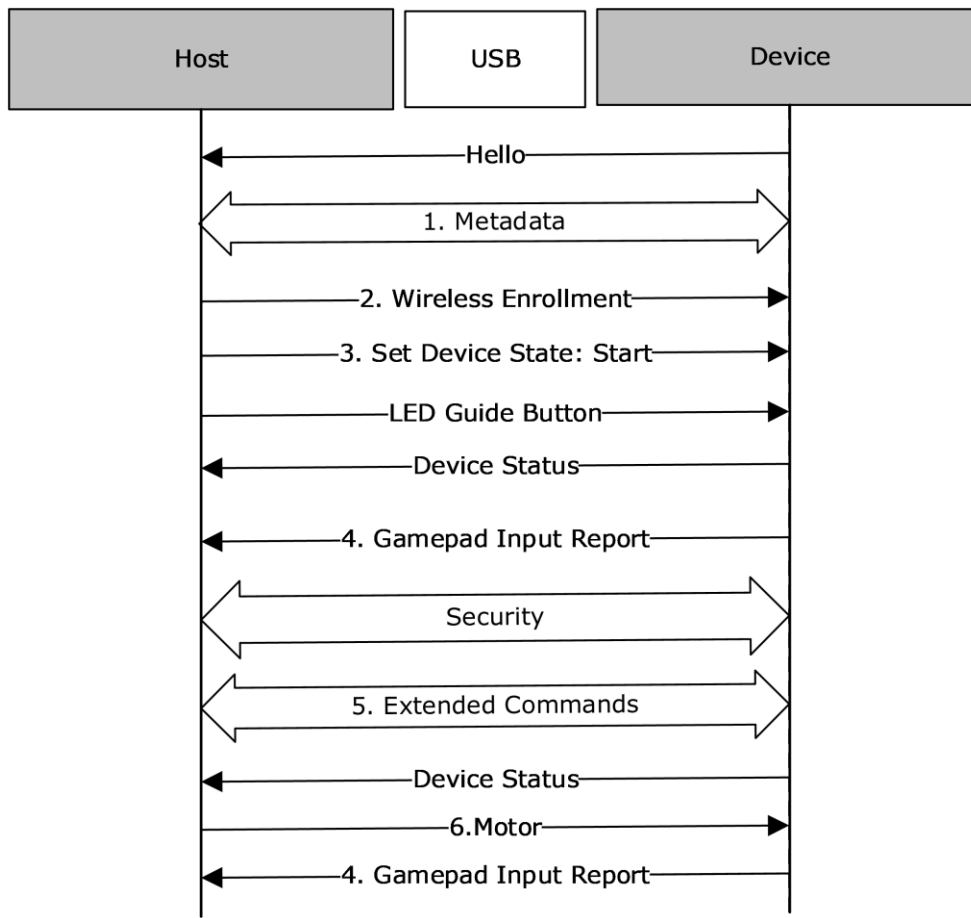 Host
USB
Device
Hello
1. Metadata
2. Wireless Enrollment
3. Set Device State: Start
LED Guide Button
Device Status
4. Gamepad Input Report
Security
5. Extended Commands
Device Status
6.Motor
4. Gamepad Input Report